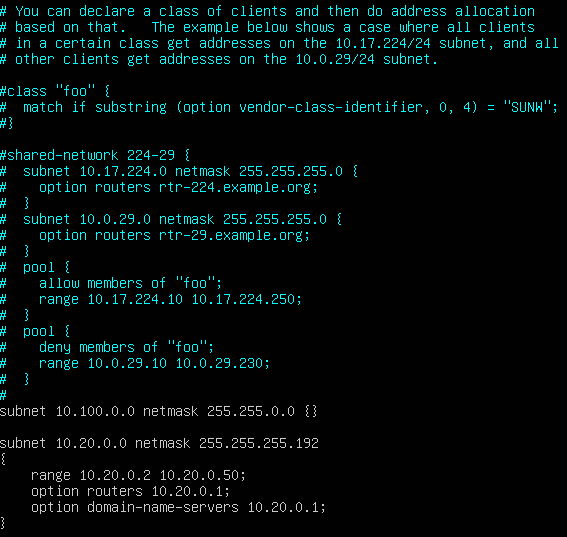 # You can declare a class of clients and then do address allocation
# based on that.   The example below shows a case where all clients
# in a certain class get addresses on the 10.17.224/24 subnet, and all
# other clients get addresses on the 10.0.29/24 subnet.

#class "foo" {
#  match if substring (option vendor-class-identifier, 0, 4) = "SUNW";
#}

#shared-network 224-29 {
#  subnet 10.17.224.0 netmask 255.255.255.0 {
#    option routers rtr-224.example.org;
#  }
#  subnet 10.0.29.0 netmask 255.255.255.0 {
#    option routers rtr-29.example.org;
#  }
#  pool {
#    allow members of "foo";
#    range 10.17.224.10 10.17.224.250;
#  }
#  pool {
#    deny members of "foo";
#    range 10.0.29.10 10.0.29.230;
#  }
#
subnet 10.100.0.0 netmask 255.255.0.0 {}

subnet 10.20.0.0 netmask 255.255.255.192
{
    range 10.20.0.2 10.20.0.50;
    option routers 10.20.0.1;
    option domain-name-servers 10.20.0.1;
}